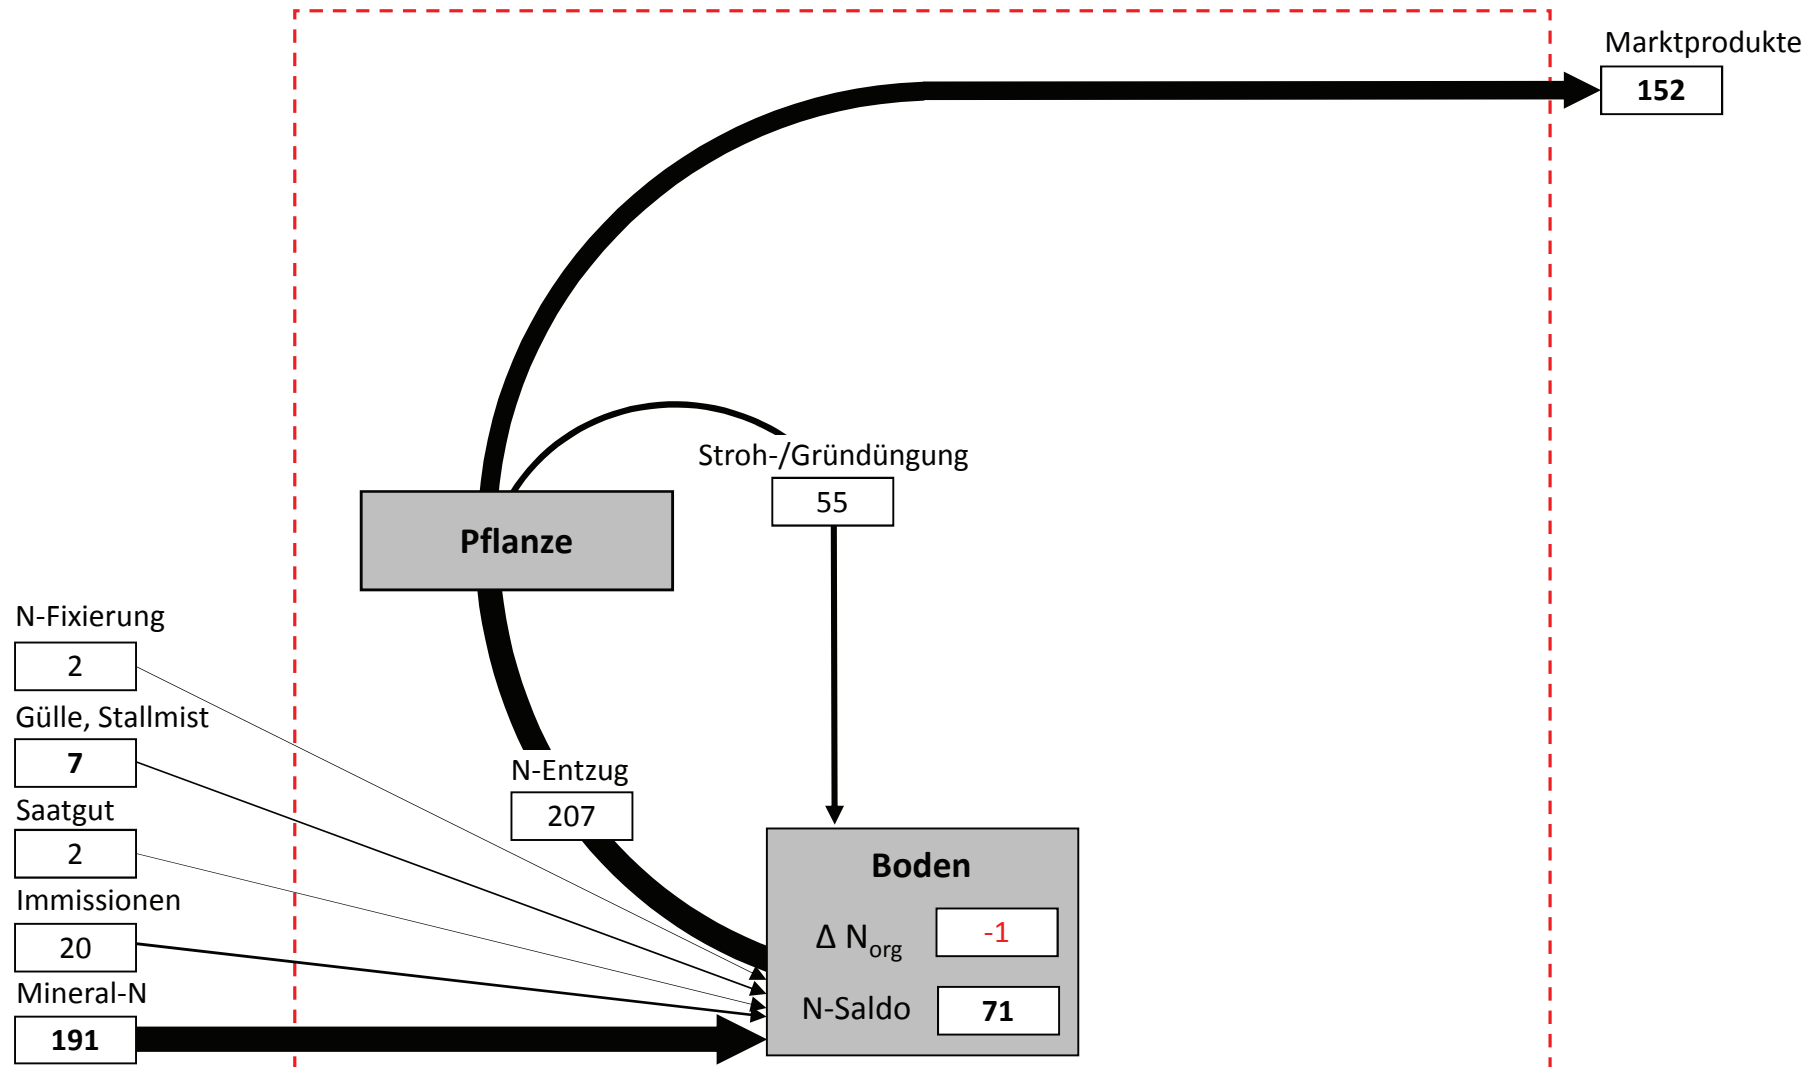 Marktprodukte
152
Stroh-/Gründüngung
55
Pflanze
N-Fixierung
2
Gülle, Stallmist
7
Saatgut
2
Immissionen
20
Mineral-N
191
N-Entzug
207
Boden
Δ Norg -1
N-Saldo 71